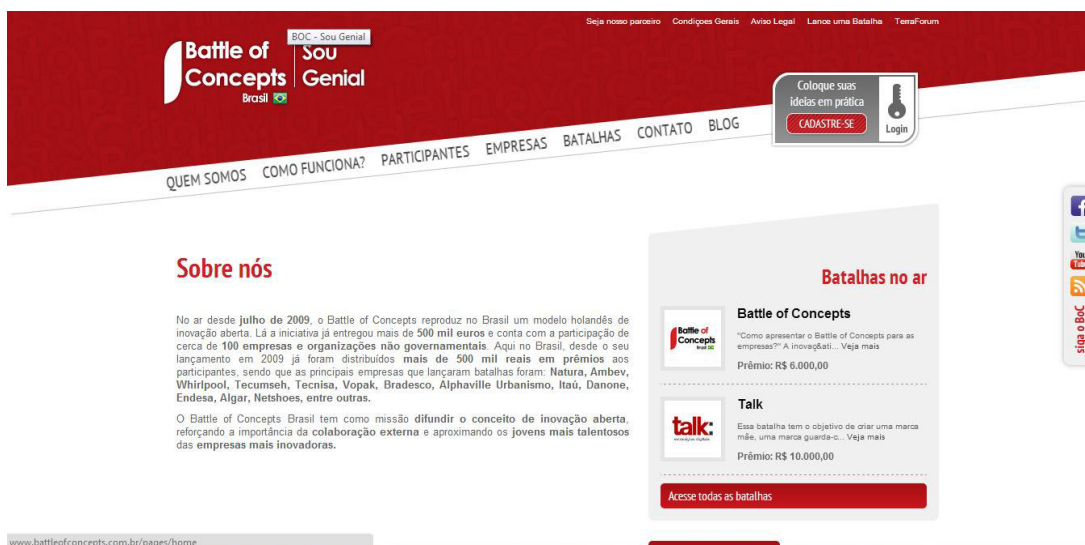 Seja nosso parceiro Condiçoes Gerais Aviso Legal Lance uma Batalha TerraForum
BOC - Sou Genial
Battle of
Concepts
Brasil
Sou
Genial
Coloque suas
ideias em prática
CADASTRE-SE
Login
QUEM SOMOS COMO FUNCIONA? PARTICIPANTES EMPRESAS BATALHAS CONTATO BLOG
Sobre nós
No ar desde julho de 2009, o Battle of Concepts reproduz no Brasil um modelo holandês de
inovação aberta. Lá a iniciativa já entregou mais de 500 mil euros e conta com a participação de
cerca de 100 empresas e organizações não governamentais. Aqui no Brasil, desde o seu
lançamento em 2009 já foram distribuídos mais de 500 mil reais em prêmios aos
participantes, sendo que as principais empresas que lançaram batalhas foram: Natura, Ambev,
Whirlpool, Tecumseh, Tecnisa, Vopak, Bradesco, Alphaville Urbanismo, Itaú, Danone,
Endesa, Algar, Netshoes, entre outras.
O Battle of Concepts Brasil tem como missão difundir o conceito de inovação aberta,
reforçando a importância da colaboração externa e aproximando os jovens mais talentosos
das empresas mais inovadoras.
Batalhas no ar
Battle of
Concepts
Battle of Concepts
"Como apresentar o Battle of Concepts para as
empresas?" A inovaç&ati... Veja mais
Prêmio: R$ 6.000,00
talk:
Talk
Essa batalha tem o objetivo de criar uma marca
mãe, uma marca guarda-c... Veja mais
Prêmio: R$ 10.000,00
Acesse todas as batalhas
You
Tube
siga o BoC
www.battleofconcepts.com.br/pages/home